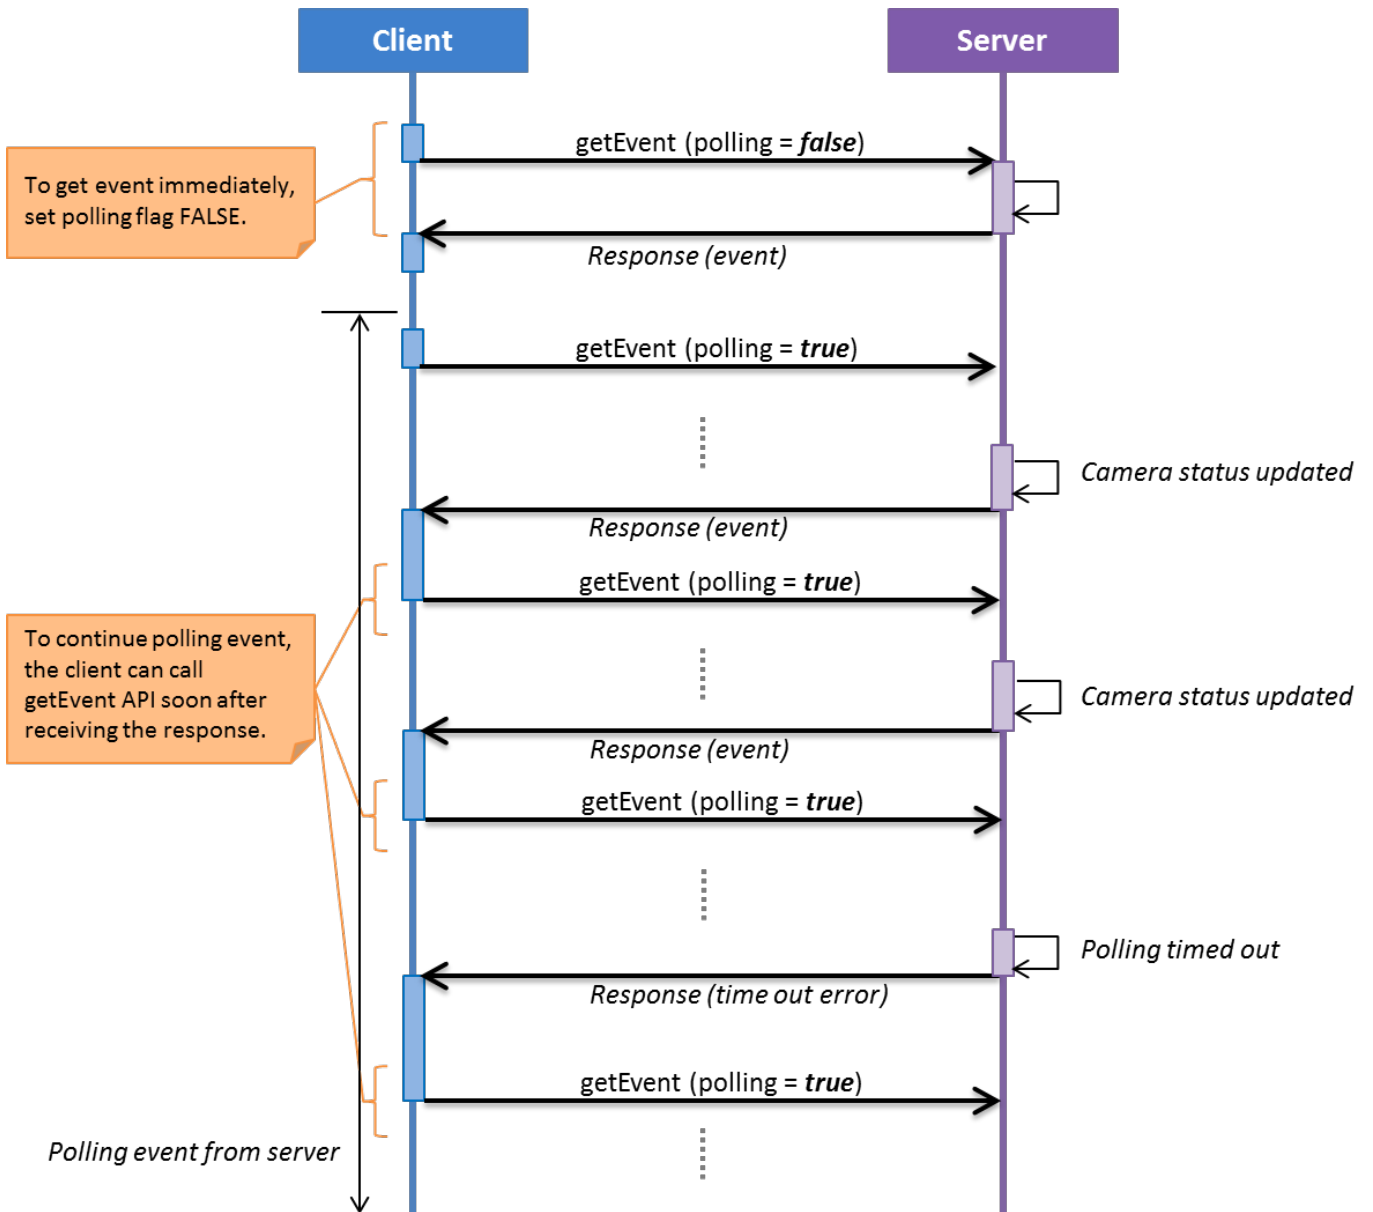 Client
Server
getEvent (polling = false)
To get event immediately,
set polling flag FALSE.
Response (event)
getEvent (polling = true)
Camera status updated
Response (event)
getEvent (polling = true)
To continue polling event,
the client can call
getEvent API soon after
receiving the response.
Camera status updated
Response (event)
getEvent (polling = true)
Polling timed out
Response (time out error)
getEvent (polling = true)
Polling event from server